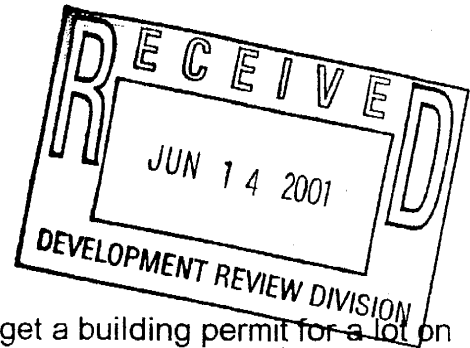 RECEIVED
JUN 14 2001
DEVELOPMENT REVIEW DIVISION
get a building permit for a lot on